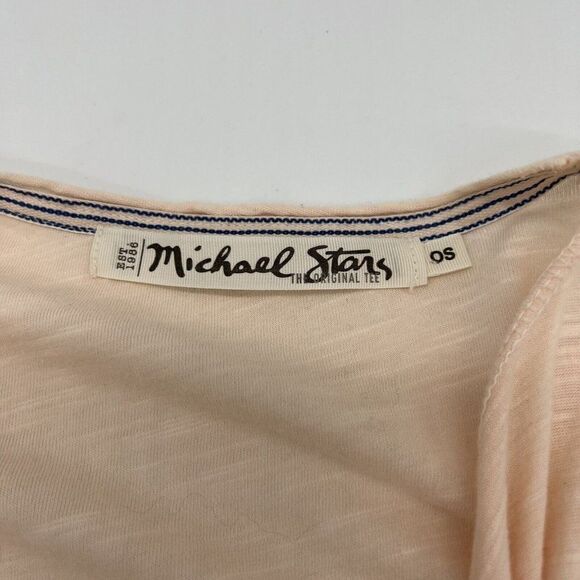 EST.
1986
Michael Stars
THE ORIGINAL TEE
OS